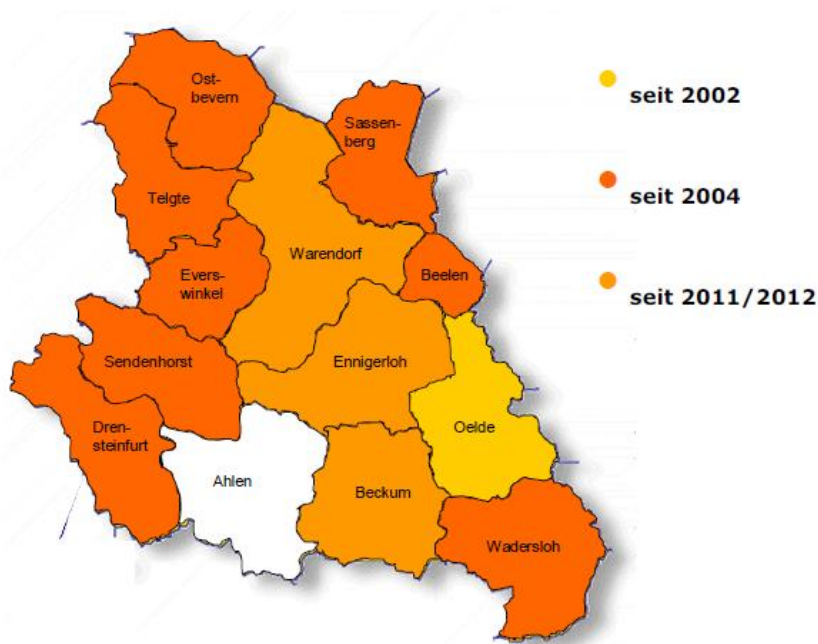 Ost-
bevern
Sassen-
berg
Telgte
Warendorf
Evers-
winkel
Beelen
Sendenhorst
Ennigerloh
Dren-
steinfurt
Oelde
Ahlen
Beckum
Wadersloh
seit 2002
seit 2004
seit 2011/2012